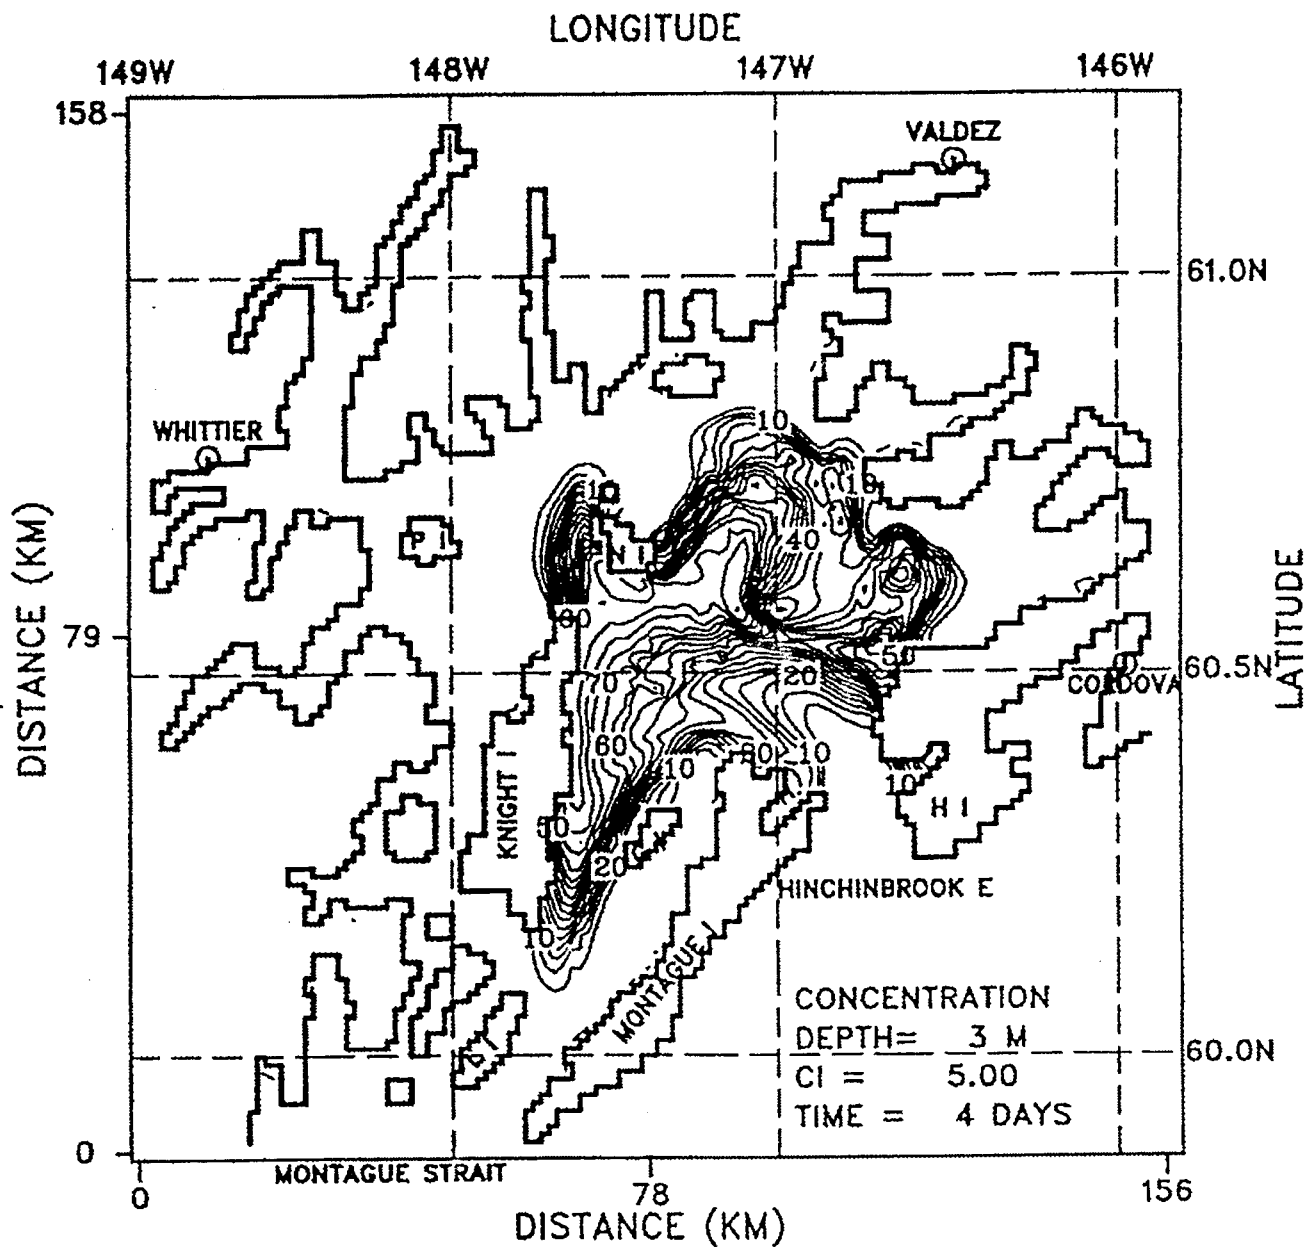 LONGITUDE
149W 148W 147W 146W
158
VALDEZ
61.0N
WHITTIER
10
10
P I
N I
40
DISTANCE (KM)
LATITUDE
79
50
60.5N
70
20
CORDOVA
60
10
80
10
10
KNIGHT I
H I
20
HINCHINBROOK E
10
MONTAGUE I
CONCENTRATION
DEPTH= 3 M
CI = 5.00
TIME = 4 DAYS
60.0N
0
MONTAGUE STRAIT
0 78 156
DISTANCE (KM)